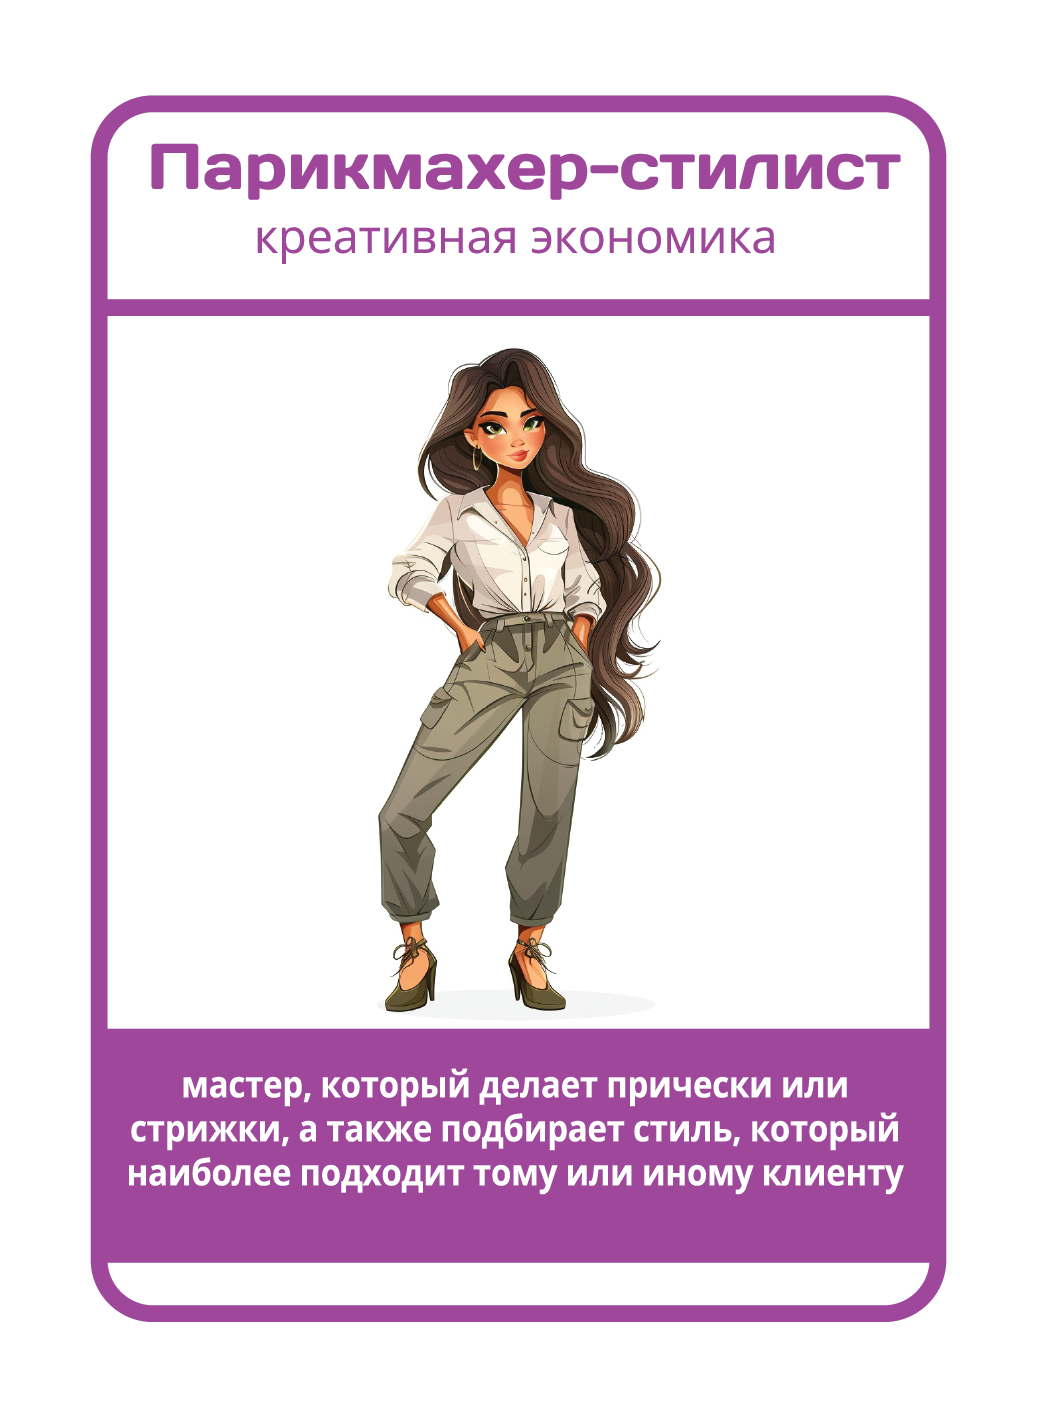 Парикмахер-стилист
креативная экономика
мастер, который делает прически или
стрижки, а также подбирает стиль, который
наиболее подходит тому или иному клиенту